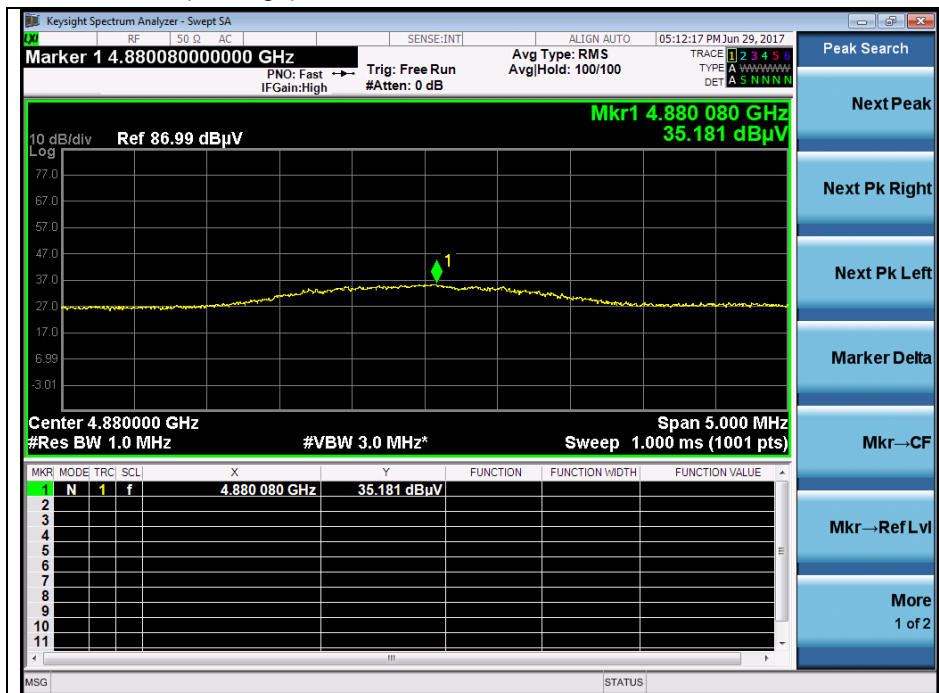 Keysight Spectrum Analyzer - Swept SA
LXI RF 50 Ω AC SENSE:INT ALIGN AUTO 05:12:17 PM Jun 29, 2017
Marker 1 4.880080000000 GHz
PNO: Fast
IFGain:High
Trig: Free Run
#Atten: 0 dB
Avg Type: RMS
Avg|Hold: 100/100
TRACE 1 2 3 4 5 6
TYPE A WWWWW
DET A S N N N N
Mkr1 4.880 080 GHz
35.181 dBµV
10 dB/div Ref 86.99 dBµV
Log
77.0
67.0
57.0
47.0
37.0
27.0
17.0
6.99
-3.01
1
Center 4.880000 GHz Span 5.000 MHz
#Res BW 1.0 MHz #VBW 3.0 MHz* Sweep 1.000 ms (1001 pts)
MKR MODE TRC SCL X Y FUNCTION FUNCTION WIDTH FUNCTION VALUE
1 N 1 f 4.880 080 GHz 35.181 dBµV
2
3
4
5
6
7
8
9
10
11
MSG STATUS
Peak Search
Next Peak
Next Pk Right
Next Pk Left
Marker Delta
Mkr→CF
Mkr→Ref Lvl
More
1 of 2